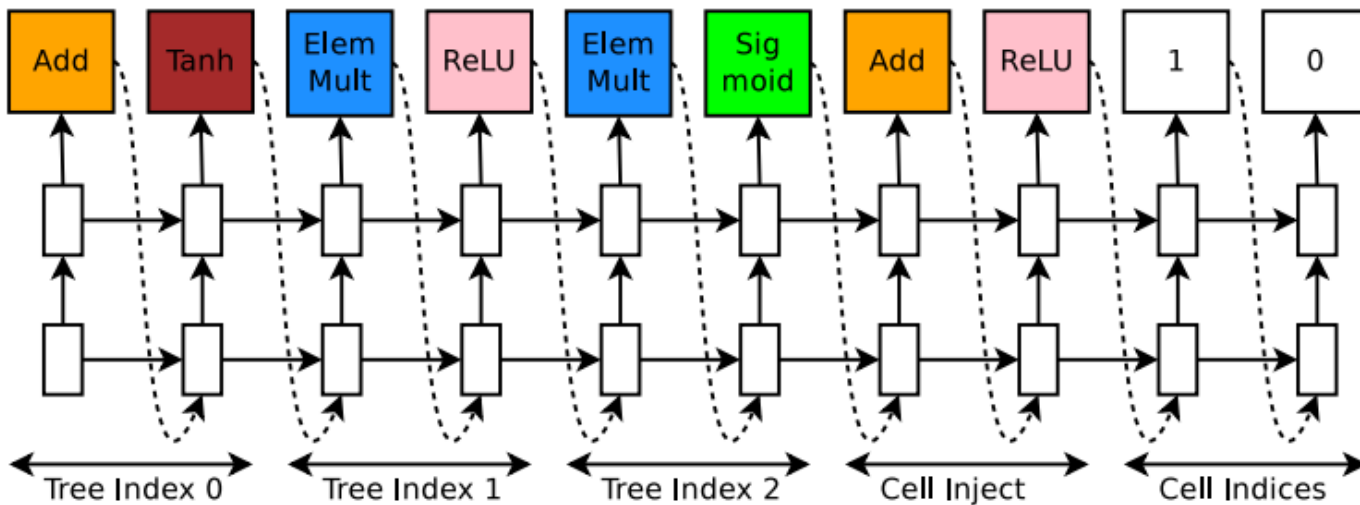 Add
Tanh
Elem
Mult
ReLU
Elem
Mult
Sig
moid
Add
ReLU
1
0
Tree Index 0
Tree Index 1
Tree Index 2
Cell Inject
Cell Indices